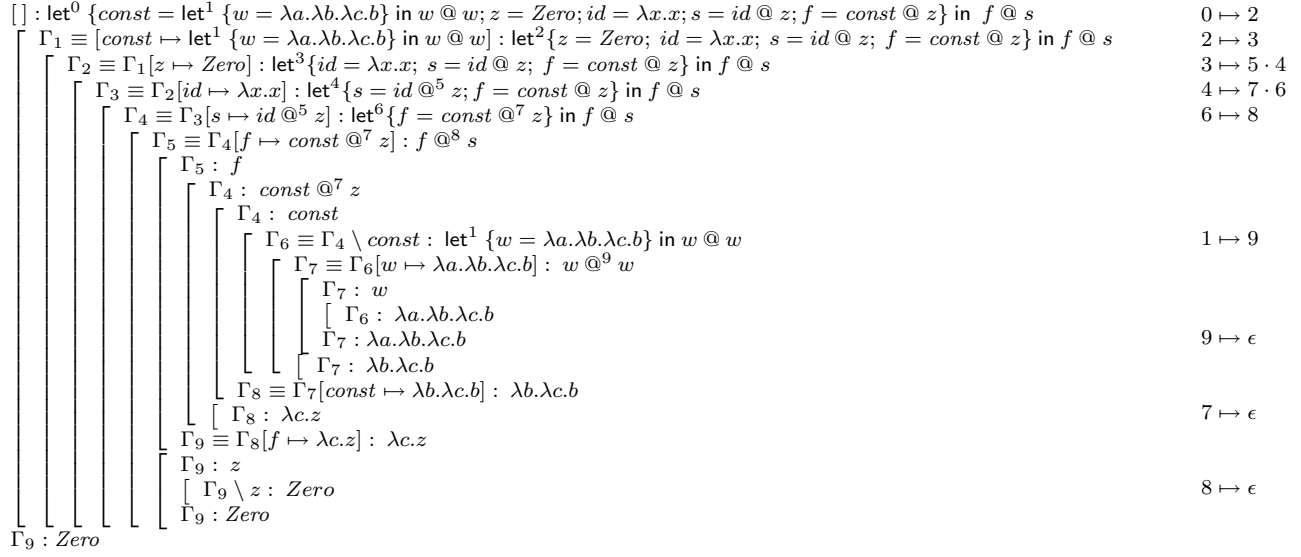 [ ] : let⁰ {const = let¹ {w = λa.λb.λc.b} in w @ w; z = Zero; id = λx.x; s = id @ z; f = const @ z} in f @ s 0 ↦ 2
Γ₁ ≡ [const ↦ let¹ {w = λa.λb.λc.b} in w @ w] : let²{z = Zero; id = λx.x; s = id @ z; f = const @ z} in f @ s 2 ↦ 3
Γ₂ ≡ Γ₁[z ↦ Zero] : let³{id = λx.x; s = id @ z; f = const @ z} in f @ s 3 ↦ 5 · 4
Γ₃ ≡ Γ₂[id ↦ λx.x] : let⁴{s = id @⁵ z; f = const @ z} in f @ s 4 ↦ 7 · 6
Γ₄ ≡ Γ₃[s ↦ id @⁵ z] : let⁶{f = const @⁷ z} in f @ s 6 ↦ 8
Γ₅ ≡ Γ₄[f ↦ const @⁷ z] : f @⁸ s
Γ₅ : f
Γ₄ : const @⁷ z
Γ₄ : const
Γ₆ ≡ Γ₄ \ const : let¹ {w = λa.λb.λc.b} in w @ w 1 ↦ 9
Γ₇ ≡ Γ₆[w ↦ λa.λb.λc.b] : w @⁹ w
Γ₇ : w
Γ₆ : λa.λb.λc.b
Γ₇ : λa.λb.λc.b 9 ↦ ϵ
Γ₇ : λb.λc.b
Γ₈ ≡ Γ₇[const ↦ λb.λc.b] : λb.λc.b
Γ₈ : λc.z 7 ↦ ϵ
Γ₉ ≡ Γ₈[f ↦ λc.z] : λc.z
Γ₉ : z
Γ₉ \ z : Zero 8 ↦ ϵ
Γ₉ : Zero
Γ₉ : Zero